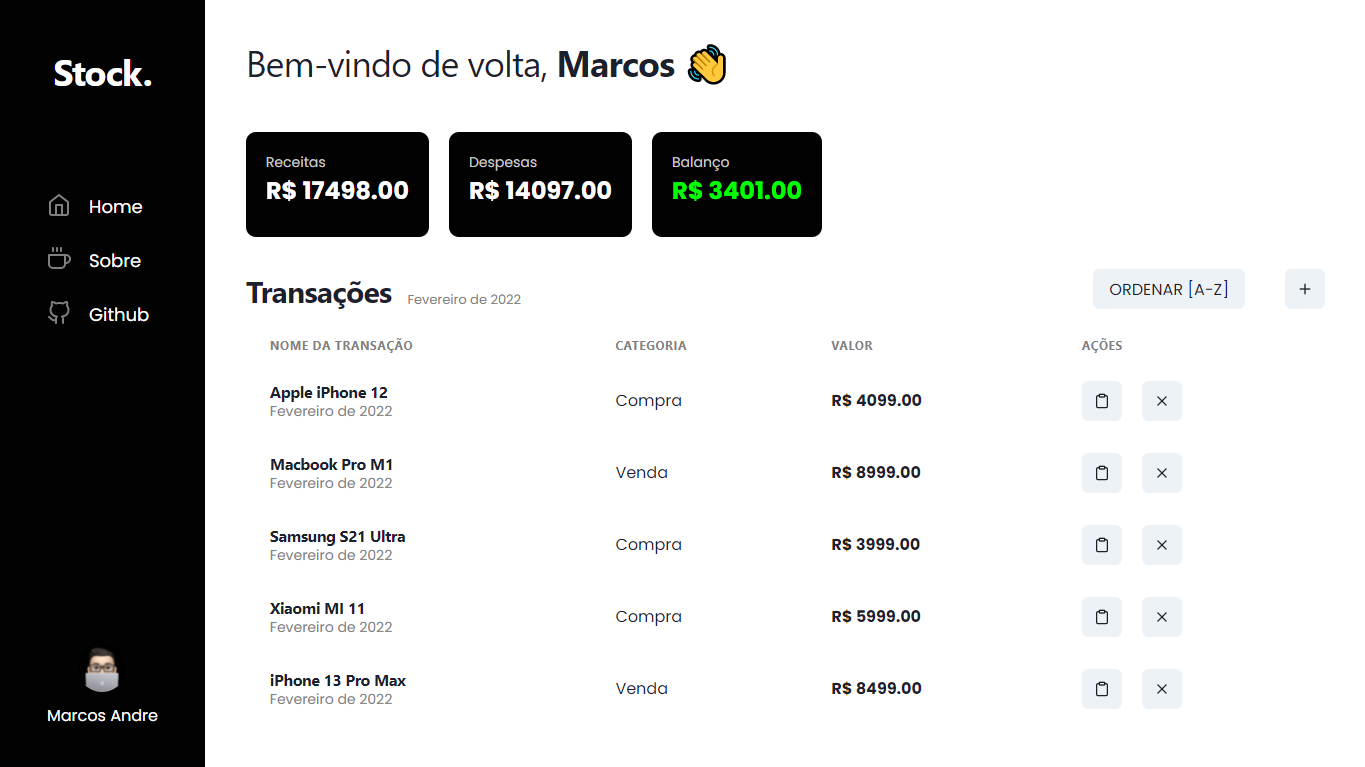 Stock.
Home
Sobre
Github
Marcos Andre
Bem-vindo de volta, Marcos 👋
Receitas
R$ 17498.00
Despesas
R$ 14097.00
Balanço
R$ 3401.00
Transações Fevereiro de 2022
ORDENAR [A-Z] +
NOME DA TRANSAÇÃO CATEGORIA VALOR AÇÕES
Apple iPhone 12
Fevereiro de 2022
Compra
R$ 4099.00
Macbook Pro M1
Fevereiro de 2022
Venda
R$ 8999.00
Samsung S21 Ultra
Fevereiro de 2022
Compra
R$ 3999.00
Xiaomi MI 11
Fevereiro de 2022
Compra
R$ 5999.00
iPhone 13 Pro Max
Fevereiro de 2022
Venda
R$ 8499.00